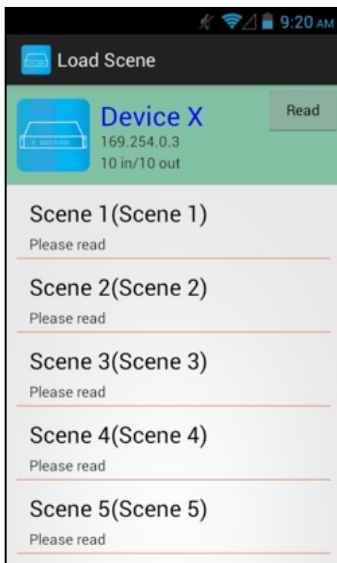 9:20 AM
Load Scene
Device X
Read
169.254.0.3
10 in/10 out
Scene 1(Scene 1)
Please read
Scene 2(Scene 2)
Please read
Scene 3(Scene 3)
Please read
Scene 4(Scene 4)
Please read
Scene 5(Scene 5)
Please read